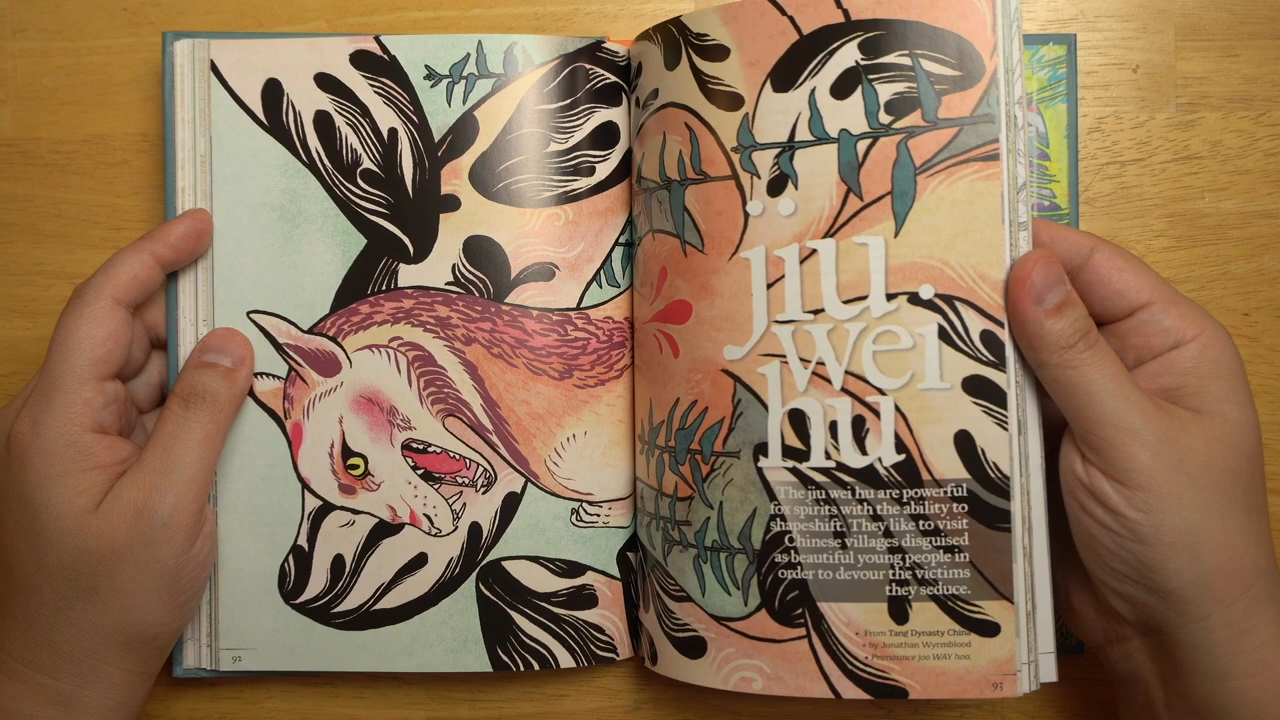 jiu
wei
hu
The jiu wei hu are powerful
fox spirits with the ability to
shapeshift. They like to visit
Chinese villages disguised
as beautiful young people in
order to devour the victims
they seduce.
• From Tang Dynasty China
• by Jonathan Wyrmblood
• Pronounce joo WAY hoo.
92
93